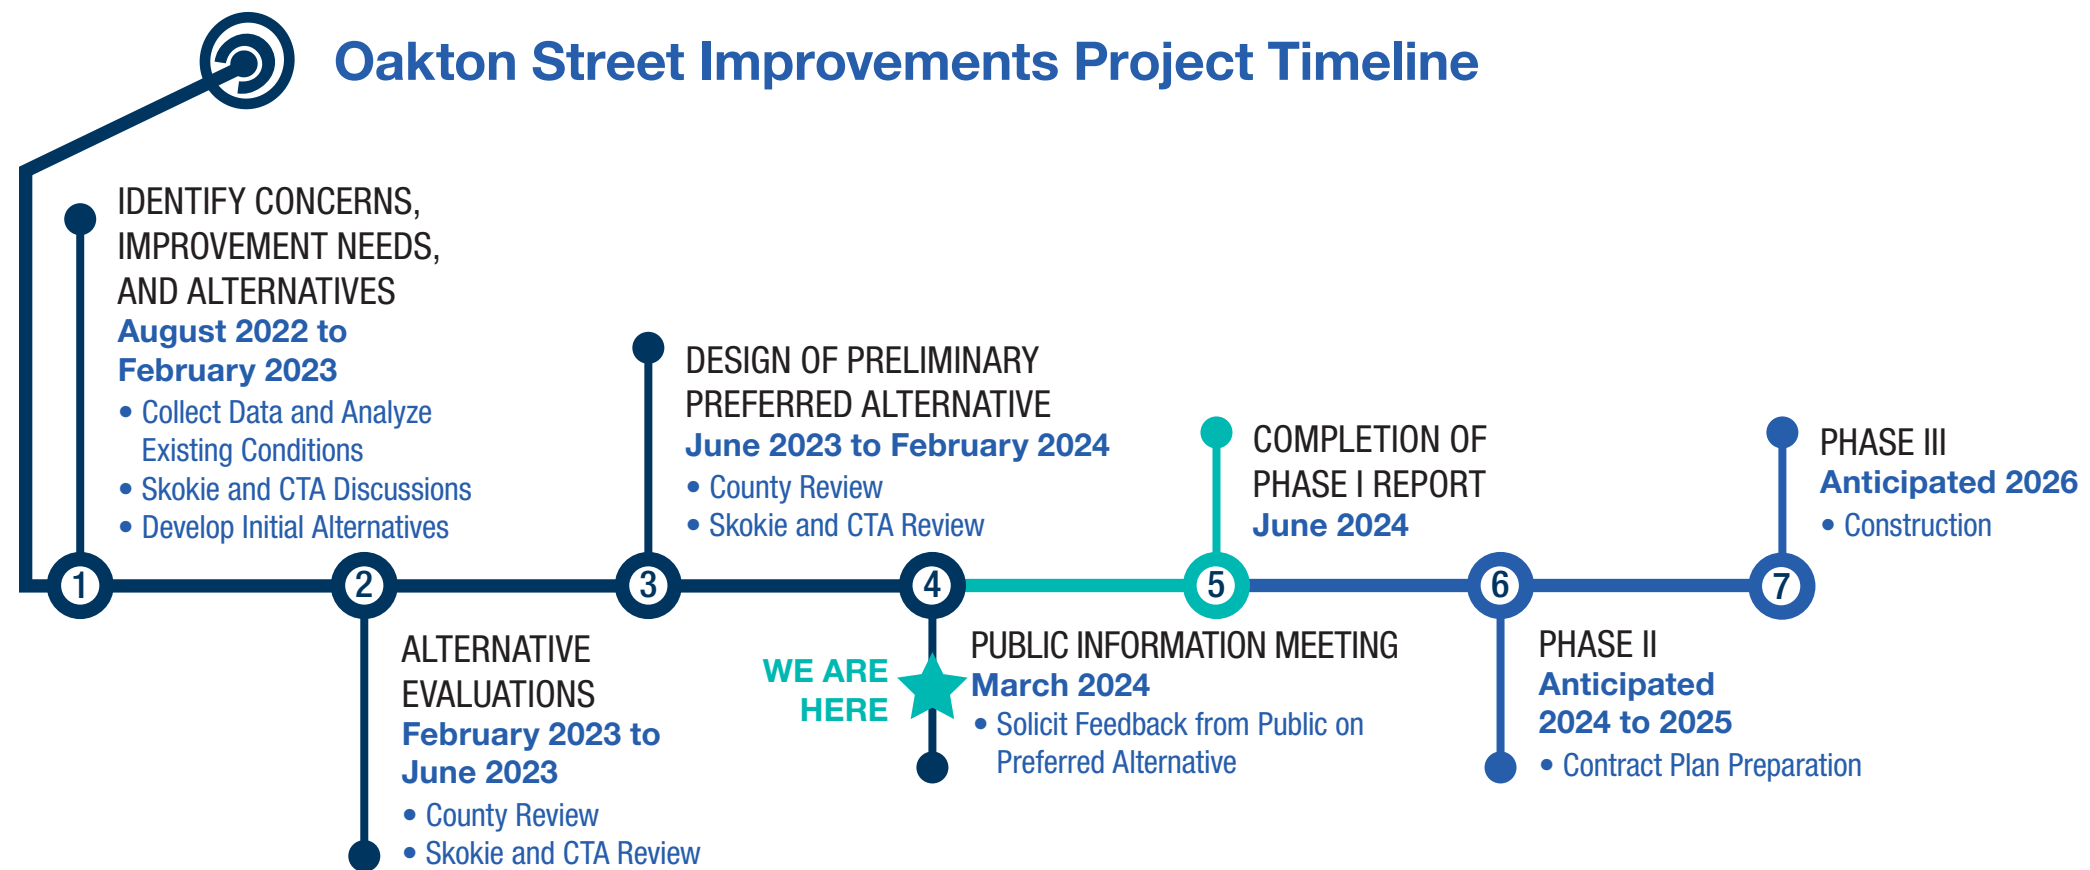 Oakton Street Improvements Project Timeline
1
IDENTIFY CONCERNS,
IMPROVEMENT NEEDS,
AND ALTERNATIVES
August 2022 to
February 2023
• Collect Data and Analyze
Existing Conditions
• Skokie and CTA Discussions
• Develop Initial Alternatives
2
ALTERNATIVE
EVALUATIONS
February 2023 to
June 2023
• County Review
• Skokie and CTA Review
3
DESIGN OF PRELIMINARY
PREFERRED ALTERNATIVE
June 2023 to February 2024
• County Review
• Skokie and CTA Review
4
WE ARE
HERE
PUBLIC INFORMATION MEETING
March 2024
• Solicit Feedback from Public on
Preferred Alternative
5
COMPLETION OF
PHASE I REPORT
June 2024
6
PHASE II
Anticipated
2024 to 2025
• Contract Plan Preparation
7
PHASE III
Anticipated 2026
• Construction